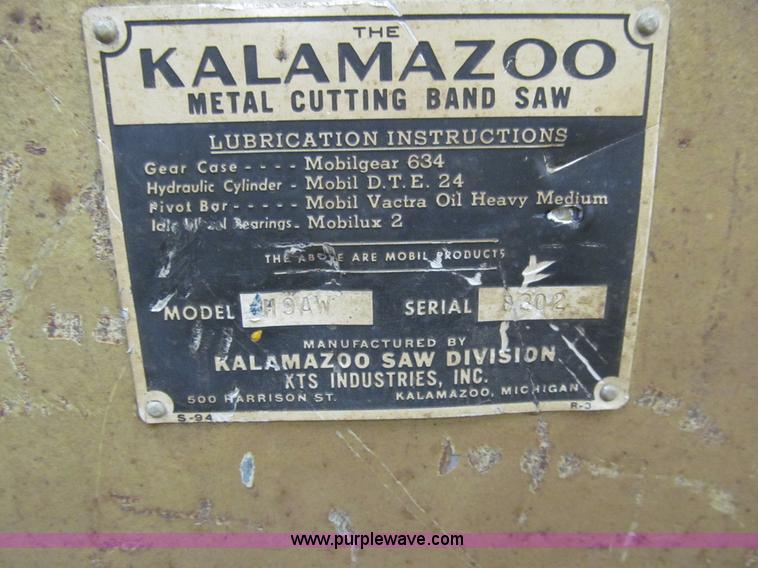 THE
KALAMAZOO
METAL CUTTING BAND SAW
LUBRICATION INSTRUCTIONS
Gear Case - - - - Mobilgear 634
Hydraulic Cylinder - Mobil D.T.E. 24
Pivot Bar - - - - - Mobil Vactra Oil Heavy Medium
Bearings - Mobilux 2
THE ABOVE ARE MOBIL PRODUCTS
MODEL H9AW SERIAL 8202
MANUFACTURED BY
KALAMAZOO SAW DIVISION
KTS INDUSTRIES, INC.
500 HARRISON ST. KALAMAZOO, MICHIGAN
S-94 R-3
www.purplewave.com